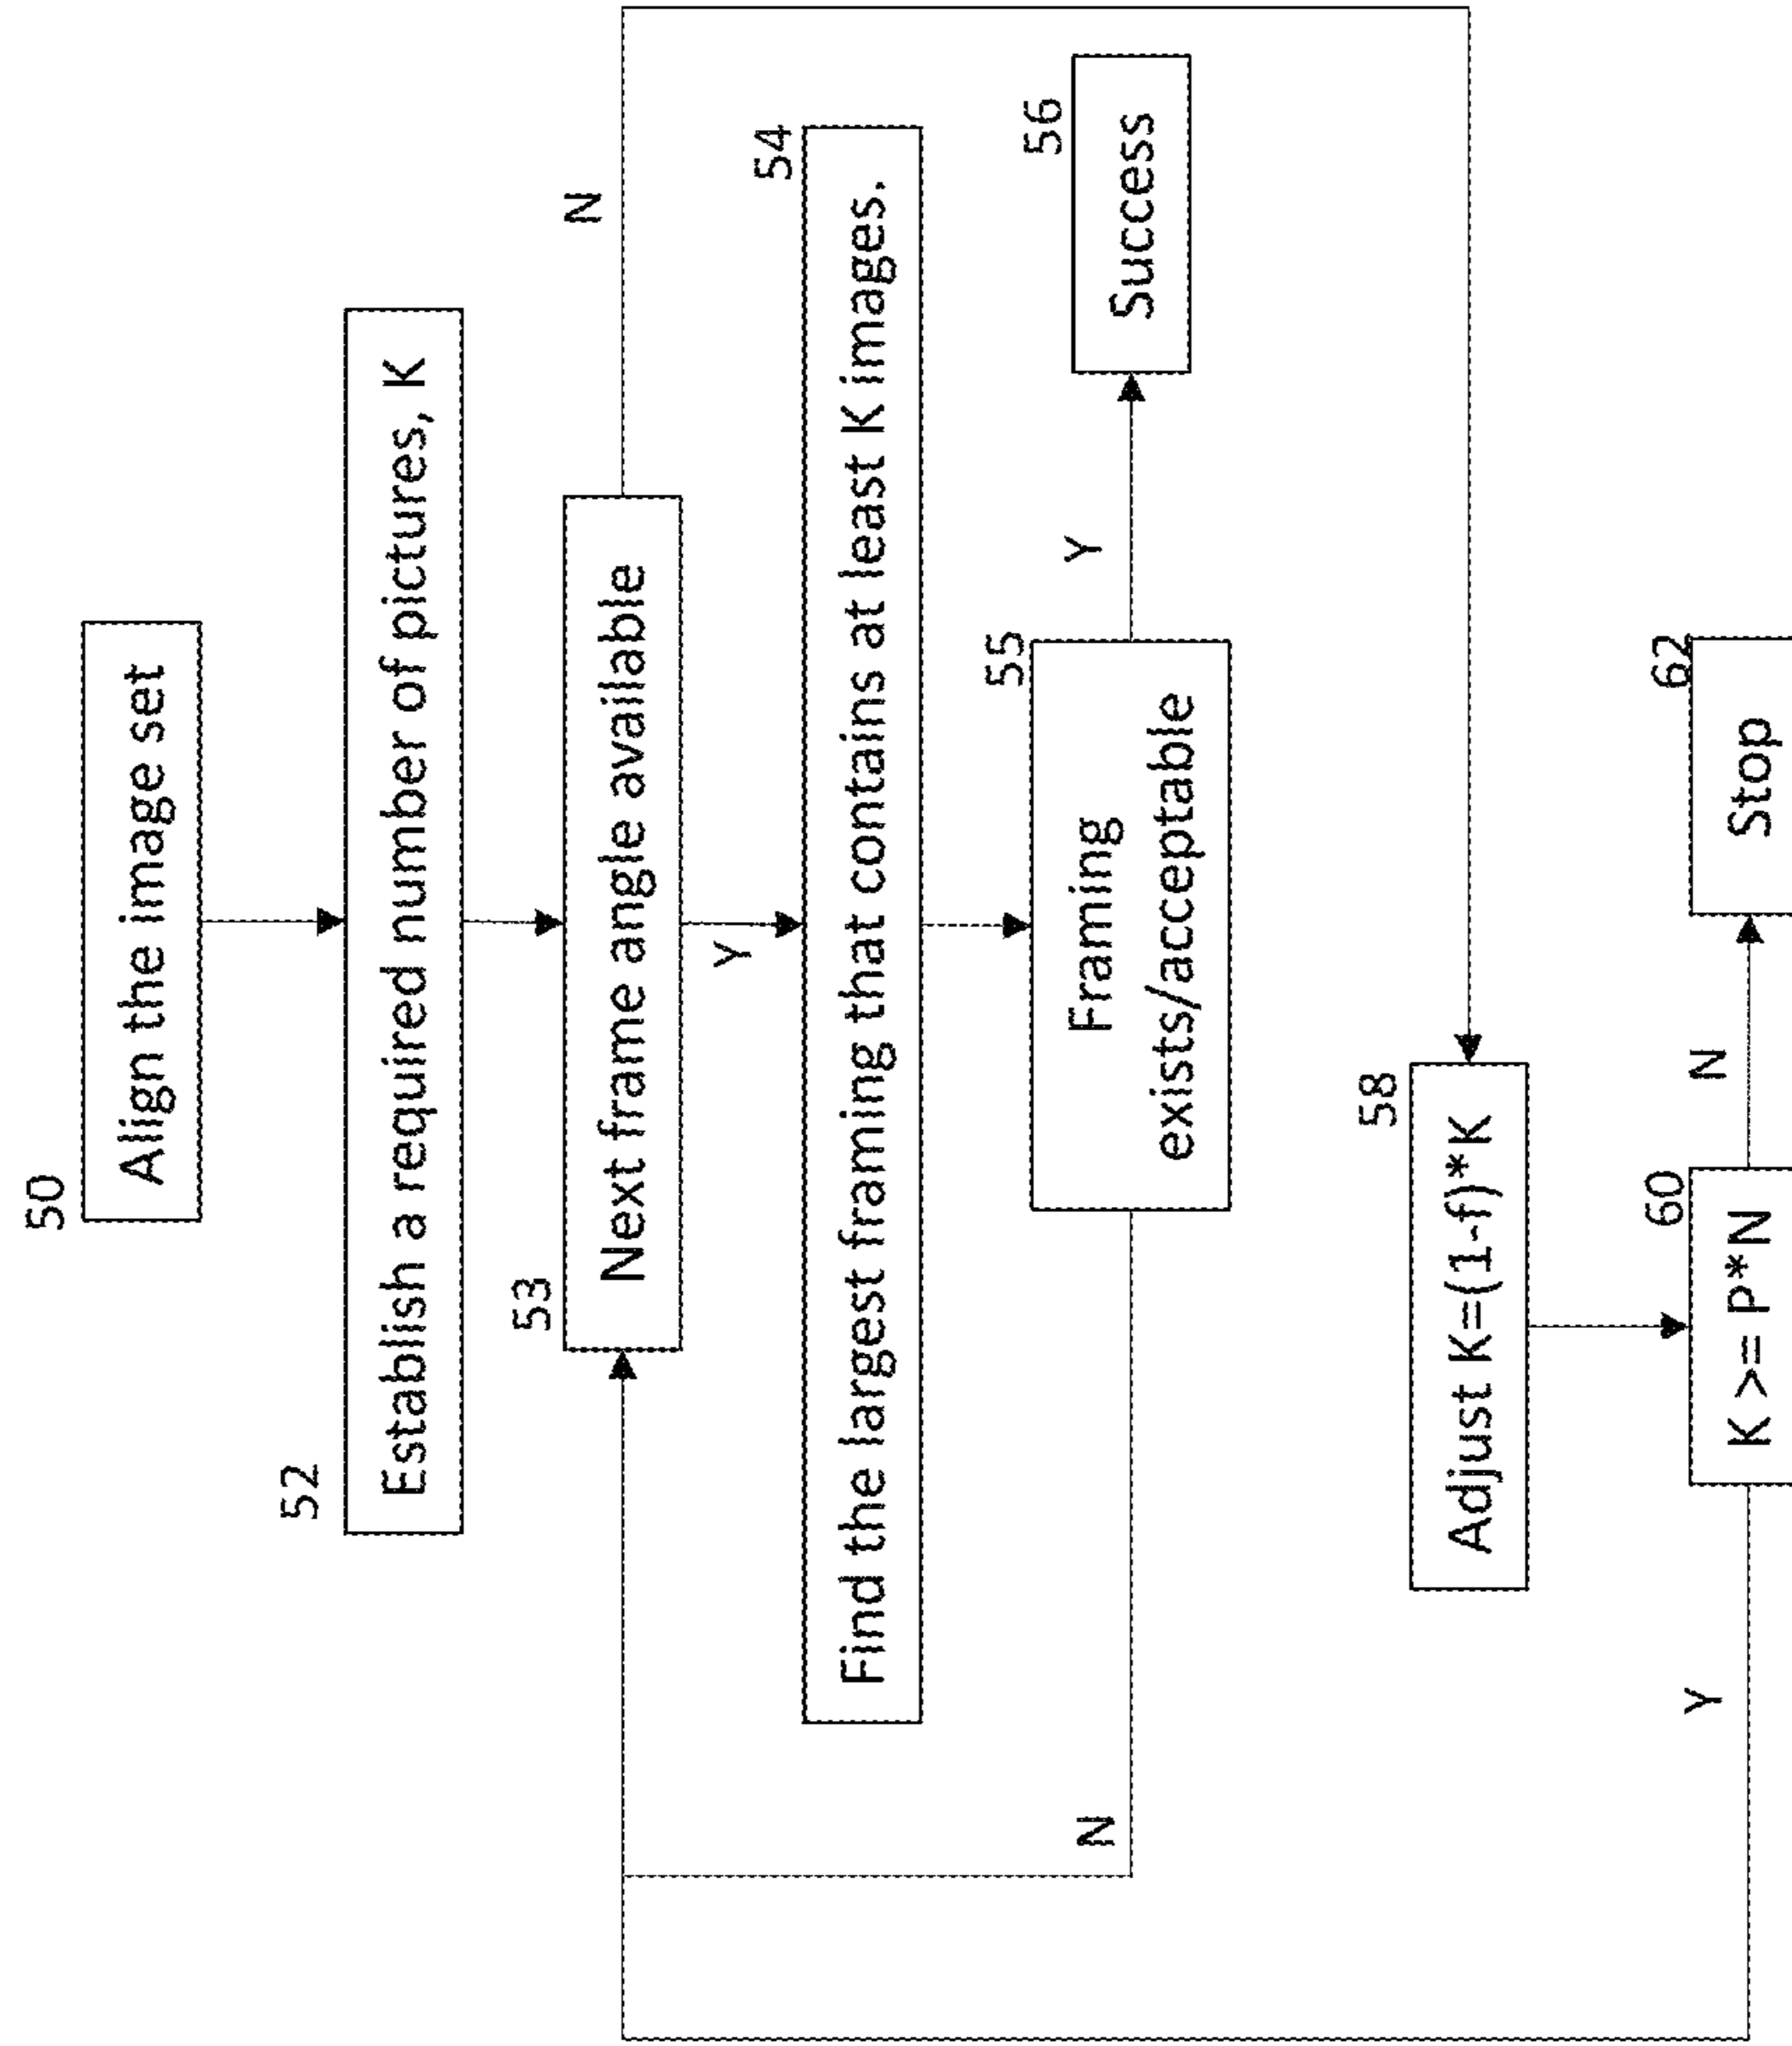 50
Align the image set
52
Establish a required number of pictures, K
53
Next frame angle available
N
Y
54
Find the largest framing that contains at least K images.
55
Framing
exists/acceptable
Y
56
Success
N
58
Adjust K=(1-f)*K
60
K >= P*N
Y
N
62
Stop